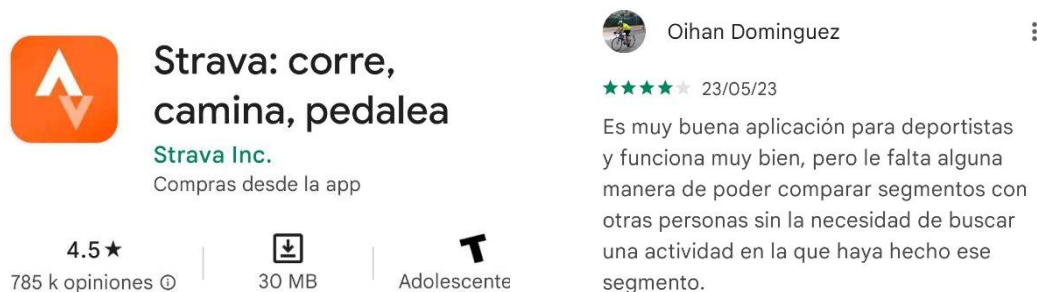 Strava: corre,
camina, pedalea
Strava Inc.
Compras desde la app
4.5★
785 k opiniones
30 MB
T
Adolescente
Oihan Dominguez
23/05/23
Es muy buena aplicación para deportistas
y funciona muy bien, pero le falta alguna
manera de poder comparar segmentos con
otras personas sin la necesidad de buscar
una actividad en la que haya hecho ese
segmento.